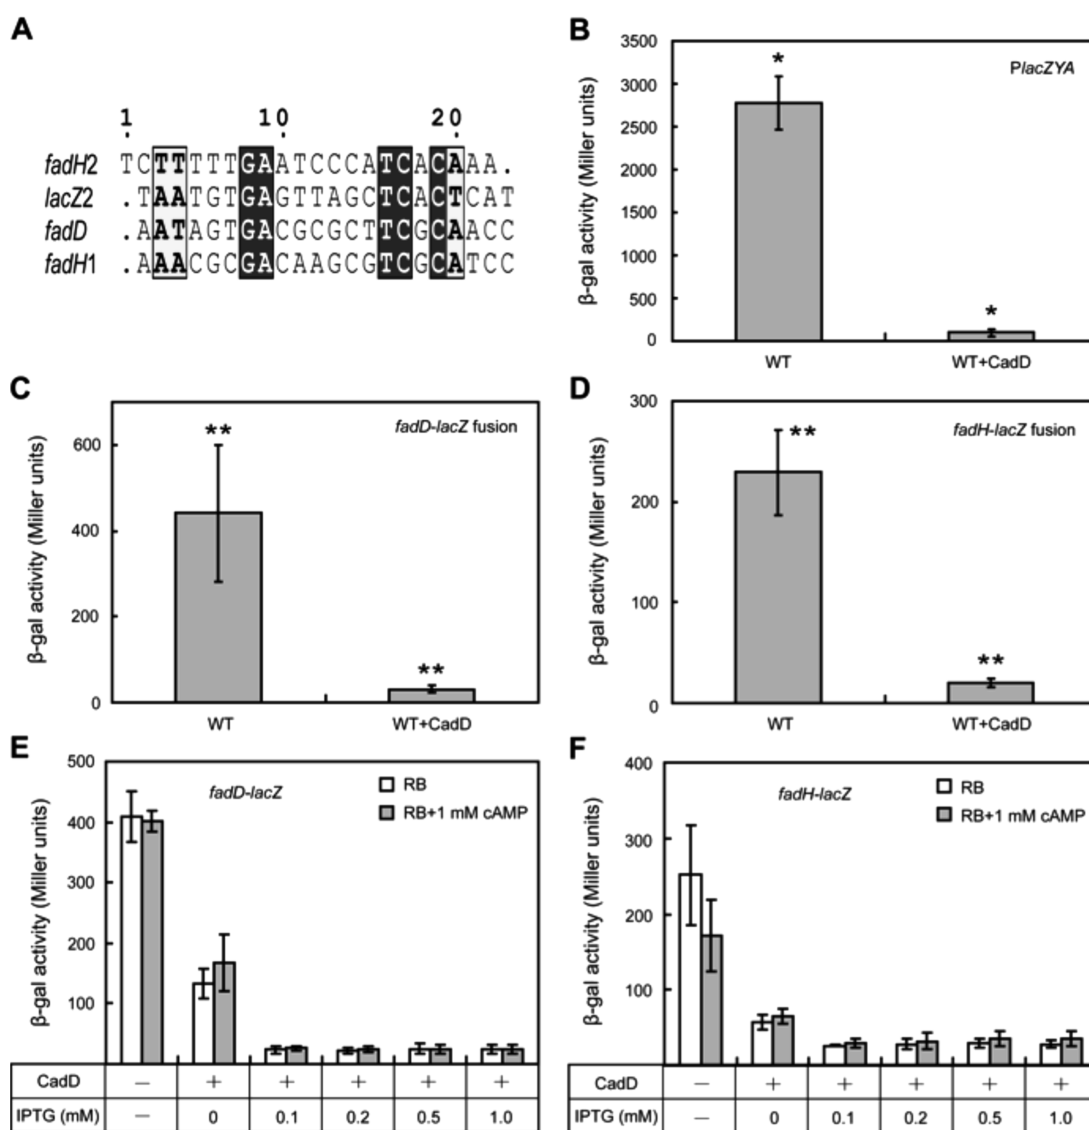 A
1 10 20
fadH2 TCTTTTTGAATCCCATCACAAA.
lacZ2 .TAATGTGAGTTAGCTCACTCAT
fadD .AATAGTGACGCGCTTCGCAACC
fadH1 .AAACGCGACAAGCGTCGCATCC
B
PlacZYA
β-gal activity (Miller units)
3500
3000
2500
2000
1500
1000
500
0
* *
WT WT+CadD
C
fadD-lacZ fusion
β-gal activity (Miller units)
600
400
200
0
** **
WT WT+CadD
D
fadH-lacZ fusion
β-gal activity (Miller units)
300
200
100
0
** **
WT WT+CadD
E
fadD-lacZ
RB
RB+1 mM cAMP
β-gal activity (Miller units)
500
400
300
200
100
CadD − + + + + +
IPTG (mM) − 0 0.1 0.2 0.5 1.0
F
fadH-lacZ
RB
RB+1 mM cAMP
β-gal activity (Miller units)
400
300
200
100
CadD − + + + + +
IPTG (mM) − 0 0.1 0.2 0.5 1.0